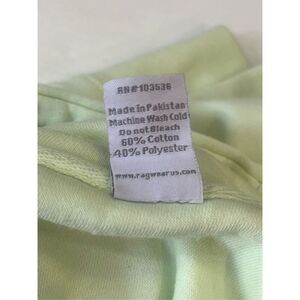 RN# 103536
Made in Pakistan
Machine Wash Cold
Do not Bleach
60% Cotton
40% Polyester
www.ragwearus.com